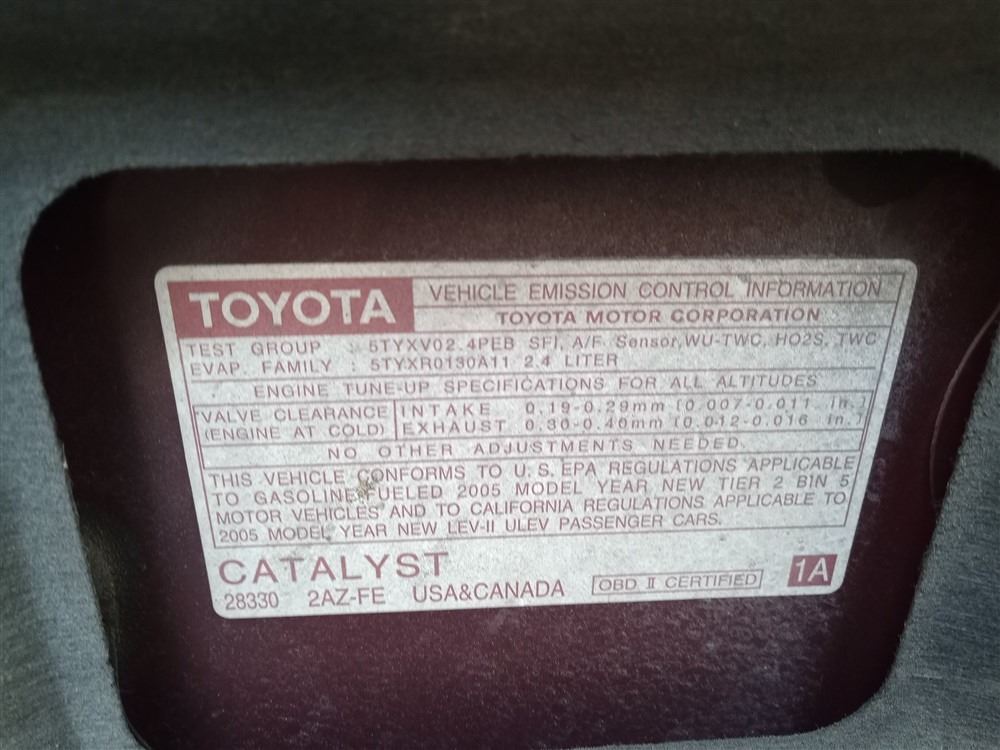 TOYOTA
VEHICLE EMISSION CONTROL INFORMATION
TOYOTA MOTOR CORPORATION
TEST GROUP : 5TYXV02.4PEB SFI, A/F Sensor, WU-TWC, HO2S, TWC
EVAP. FAMILY : 5TYXR0130A11 2.4 LITER
ENGINE TUNE-UP SPECIFICATIONS FOR ALL ALTITUDES
VALVE CLEARANCE INTAKE 0.19-0.29mm (0.007-0.011 in.)
(ENGINE AT COLD) EXHAUST 0.30-0.40mm (0.012-0.016 in.)
NO OTHER ADJUSTMENTS NEEDED.
THIS VEHICLE CONFORMS TO U.S. EPA REGULATIONS APPLICABLE
TO GASOLINE-FUELED 2005 MODEL YEAR NEW TIER 2 BIN 5
MOTOR VEHICLES AND TO CALIFORNIA REGULATIONS APPLICABLE TO
2005 MODEL YEAR NEW LEV-II ULEV PASSENGER CARS.
CATALYST
28330 2AZ-FE USA&CANADA OBD II CERTIFIED 1A